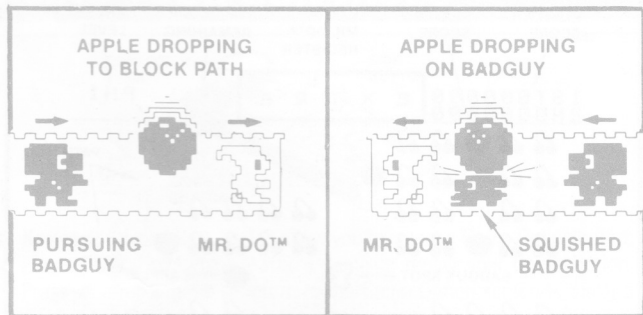 APPLE DROPPING
TO BLOCK PATH
PURSUING
BADGUY
MR. DO™
APPLE DROPPING
ON BADGUY
MR. DO™
SQUISHED
BADGUY